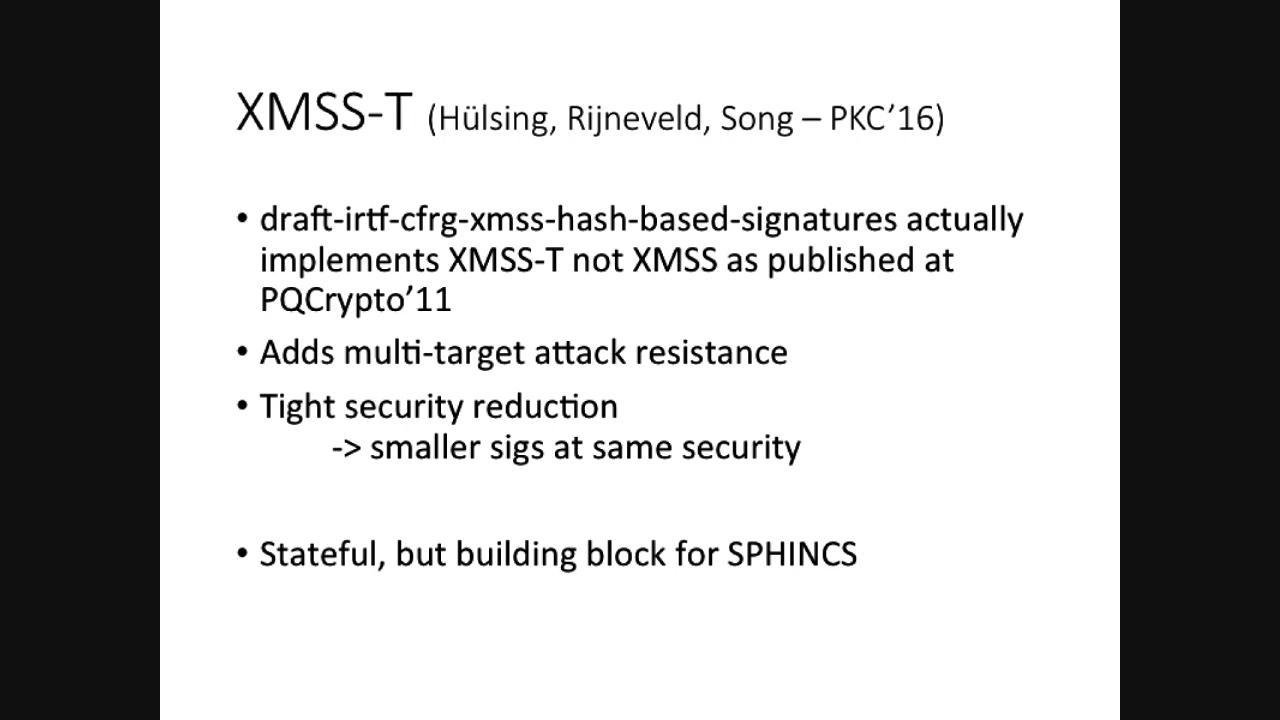 XMSS-T (Hülsing, Rijneveld, Song – PKC’16)
• draft-irtf-cfrg-xmss-hash-based-signatures actually
implements XMSS-T not XMSS as published at
PQCrypto’11
• Adds multi-target attack resistance
• Tight security reduction
-> smaller sigs at same security
• Stateful, but building block for SPHINCS